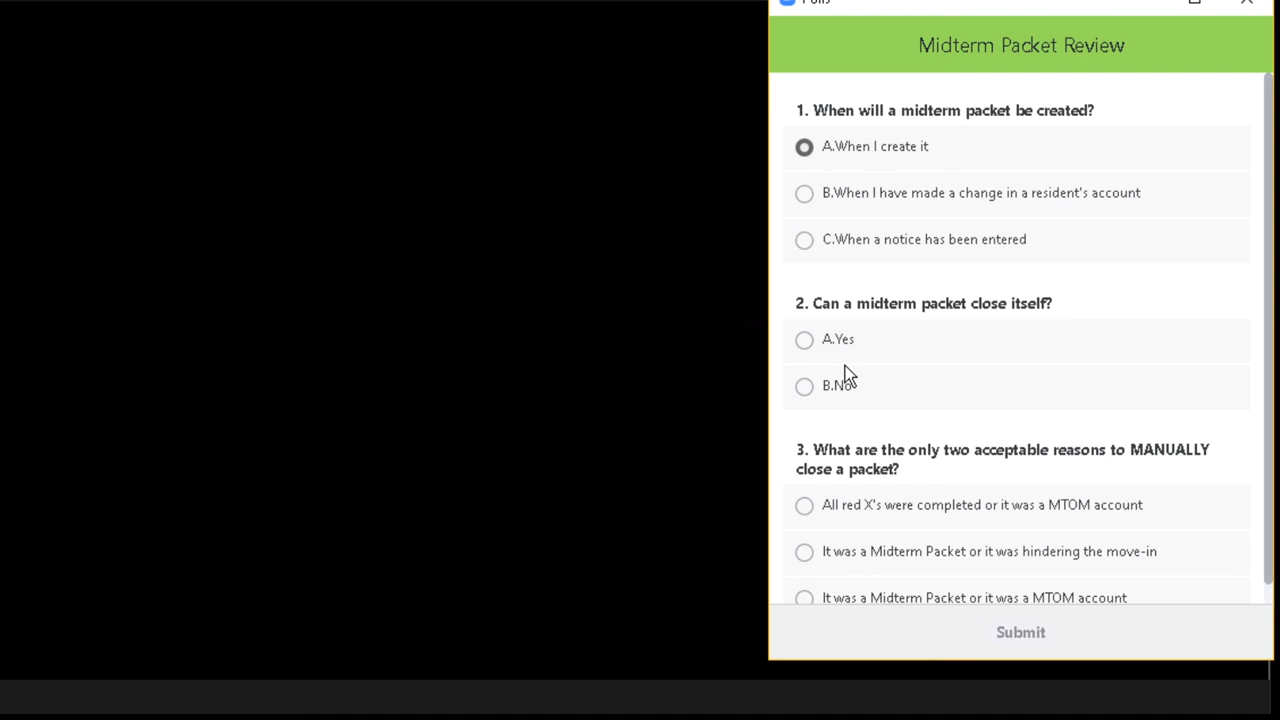 Polls
Midterm Packet Review
1. When will a midterm packet be created?
A.When I create it
B.When I have made a change in a resident's account
C.When a notice has been entered
2. Can a midterm packet close itself?
A.Yes
B.No
3. What are the only two acceptable reasons to MANUALLY
close a packet?
All red X's were completed or it was a MTOM account
It was a Midterm Packet or it was hindering the move-in
It was a Midterm Packet or it was a MTOM account
Submit